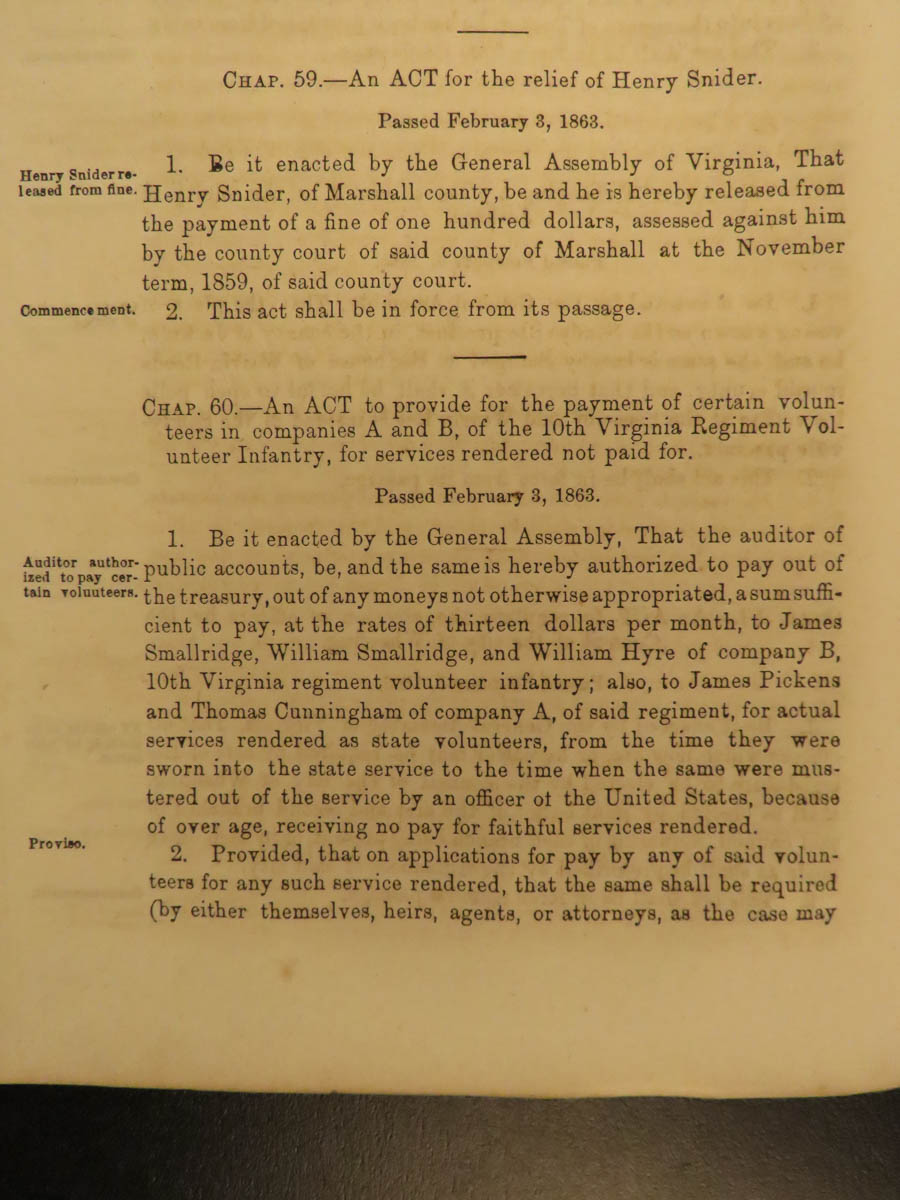 CHAP. 59.—An ACT for the relief of Henry Snider.
Passed February 3, 1863.
Henry Snider re-
leased from fine.
1. Be it enacted by the General Assembly of Virginia, That
Henry Snider, of Marshall county, be and he is hereby released from
the payment of a fine of one hundred dollars, assessed against him
by the county court of said county of Marshall at the November
term, 1859, of said county court.
Commencement.
2. This act shall be in force from its passage.
CHAP. 60.—An ACT to provide for the payment of certain volun-
teers in companies A and B, of the 10th Virginia Regiment Vol-
unteer Infantry, for services rendered not paid for.
Passed February 3, 1863.
1. Be it enacted by the General Assembly, That the auditor of
Auditor author-
ized to pay cer-
tain voluuteers.
public accounts, be, and the same is hereby authorized to pay out of
the treasury, out of any moneys not otherwise appropriated, a sum suffi-
cient to pay, at the rates of thirteen dollars per month, to James
Smallridge, William Smallridge, and William Hyre of company B,
10th Virginia regiment volunteer infantry; also, to James Pickens
and Thomas Cunningham of company A, of said regiment, for actual
services rendered as state volunteers, from the time they were
sworn into the state service to the time when the same were mus-
tered out of the service by an officer ot the United States, because
of over age, receiving no pay for faithful services rendered.
Proviso.
2. Provided, that on applications for pay by any of said volun-
teers for any such service rendered, that the same shall be required
(by either themselves, heirs, agents, or attorneys, as the case may